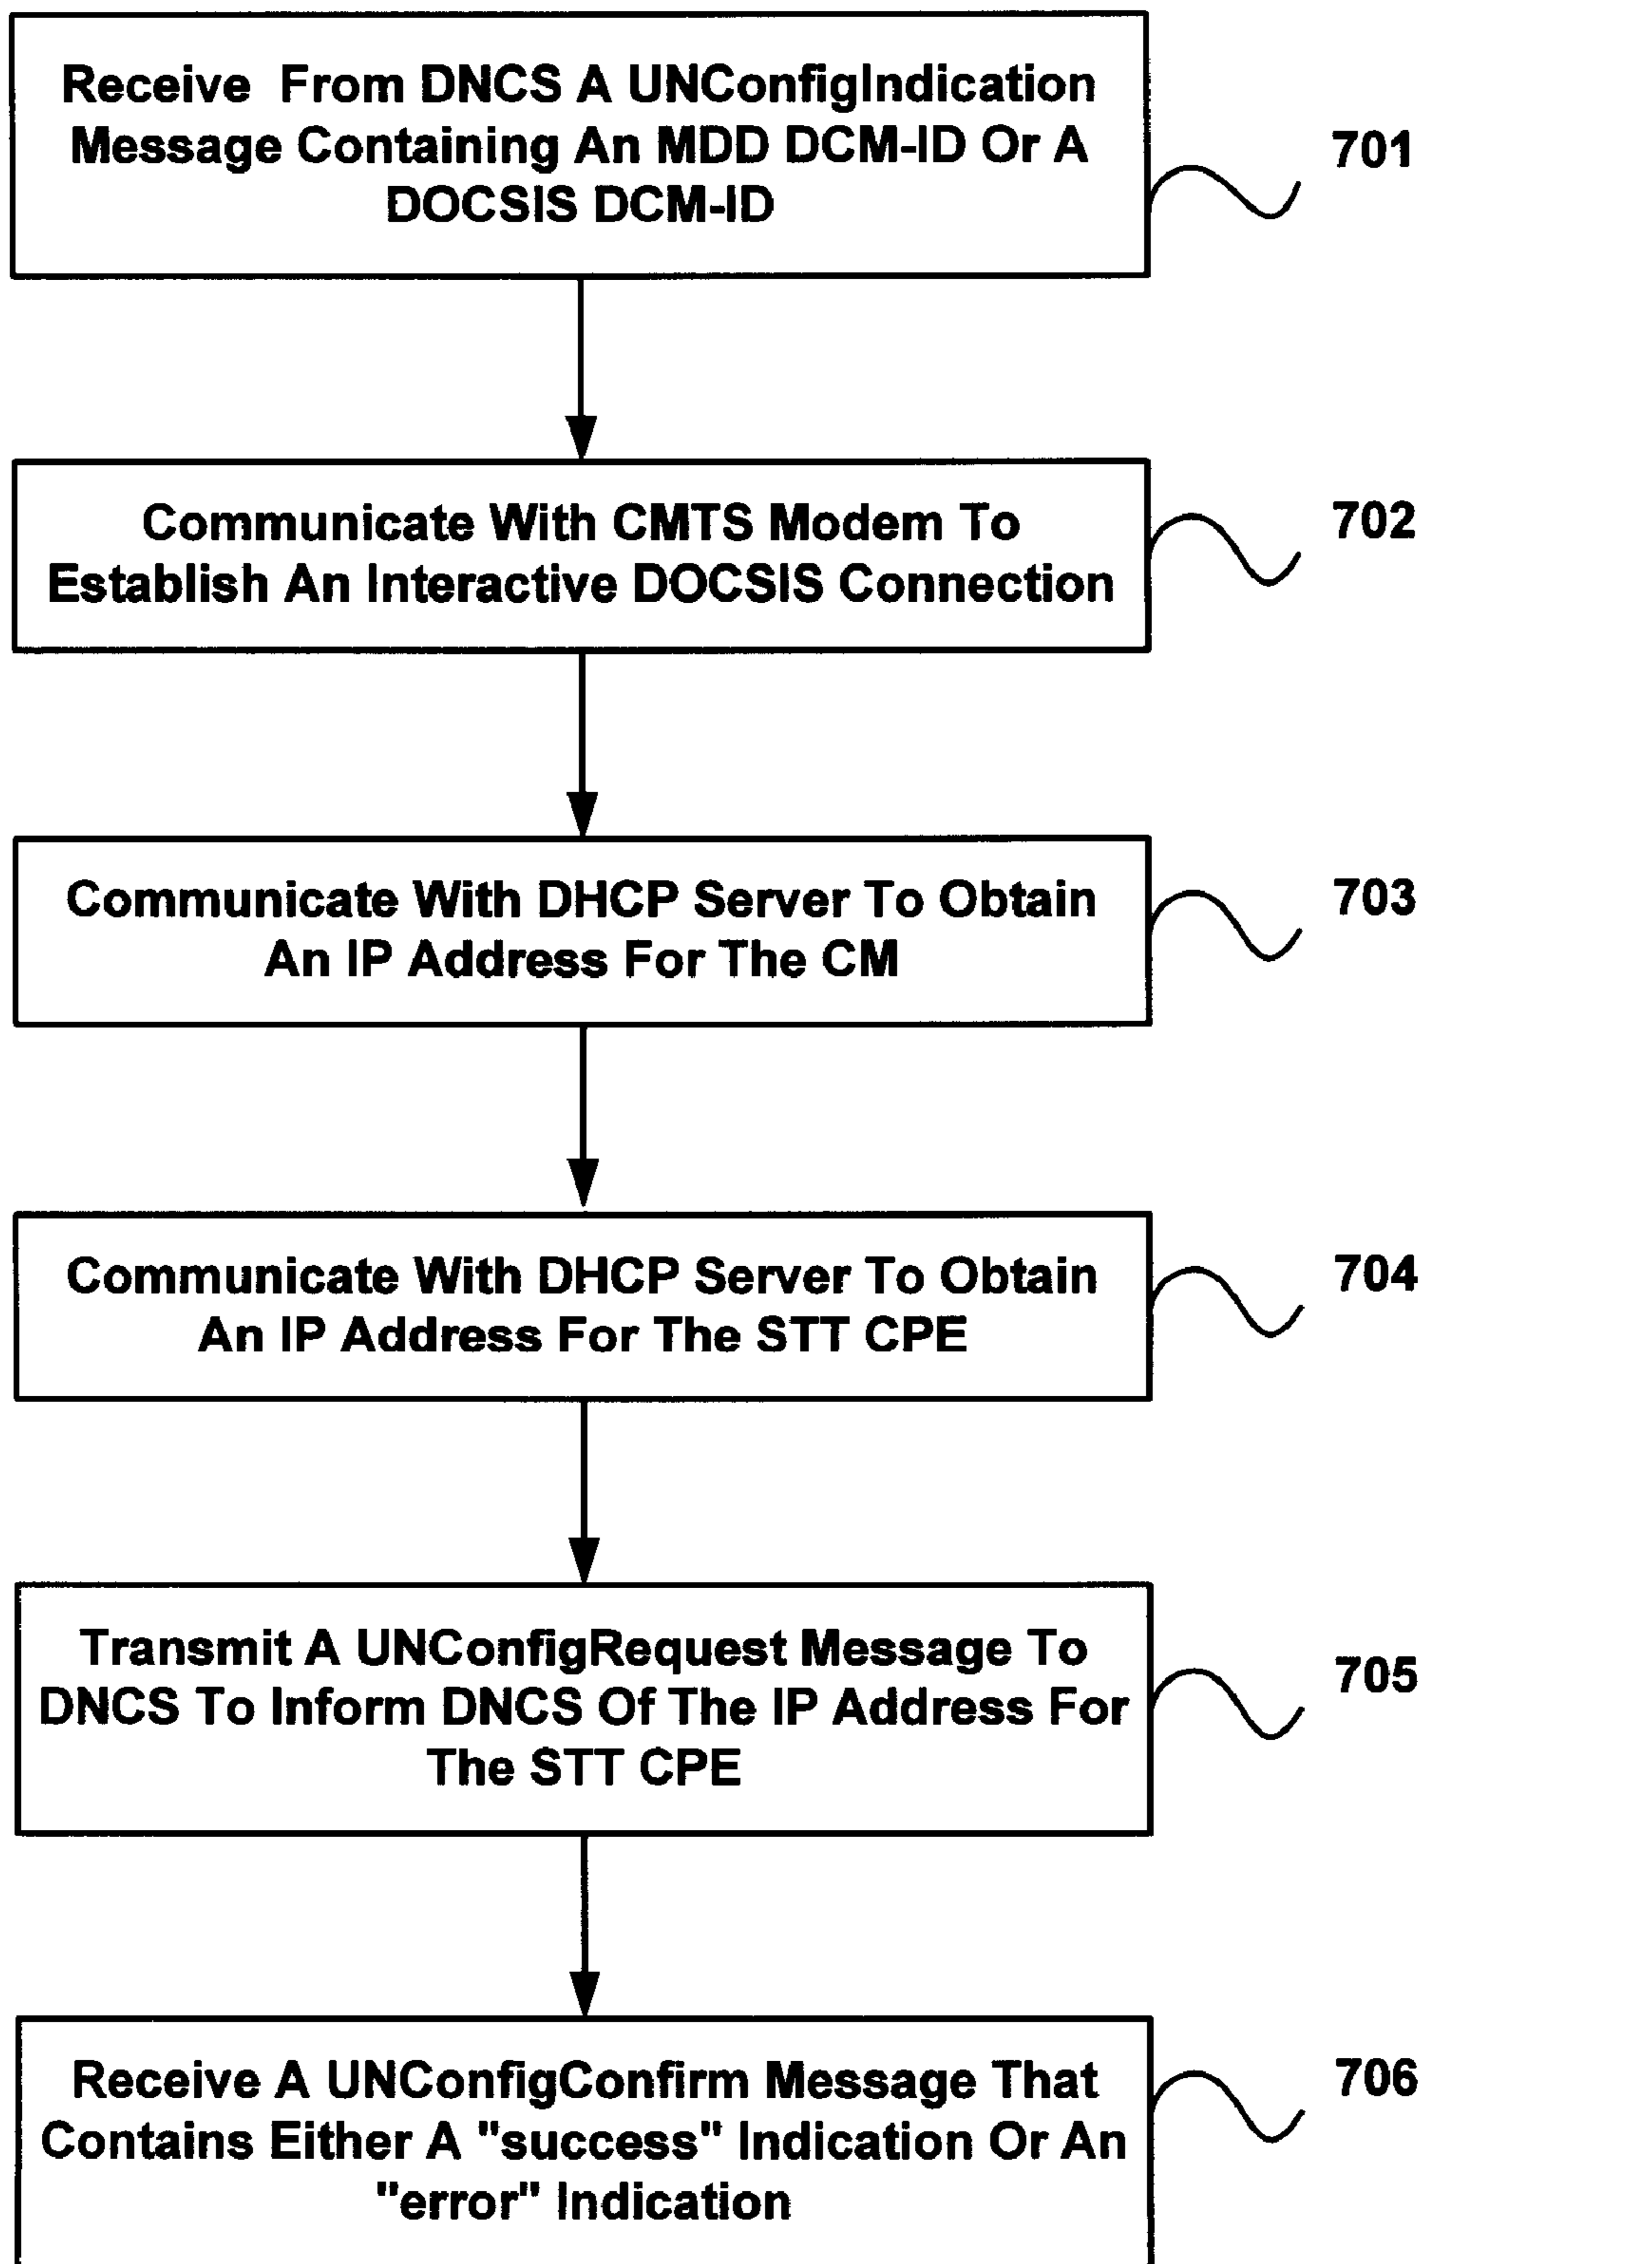 Receive From DNCS A UNConfigIndication
Message Containing An MDD DCM-ID Or A
DOCSIS DCM-ID
701
Communicate With CMTS Modem To
Establish An Interactive DOCSIS Connection
702
Communicate With DHCP Server To Obtain
An IP Address For The CM
703
Communicate With DHCP Server To Obtain
An IP Address For The STT CPE
704
Transmit A UNConfigRequest Message To
DNCS To Inform DNCS Of The IP Address For
The STT CPE
705
Receive A UNConfigConfirm Message That
Contains Either A "success" Indication Or An
"error" Indication
706